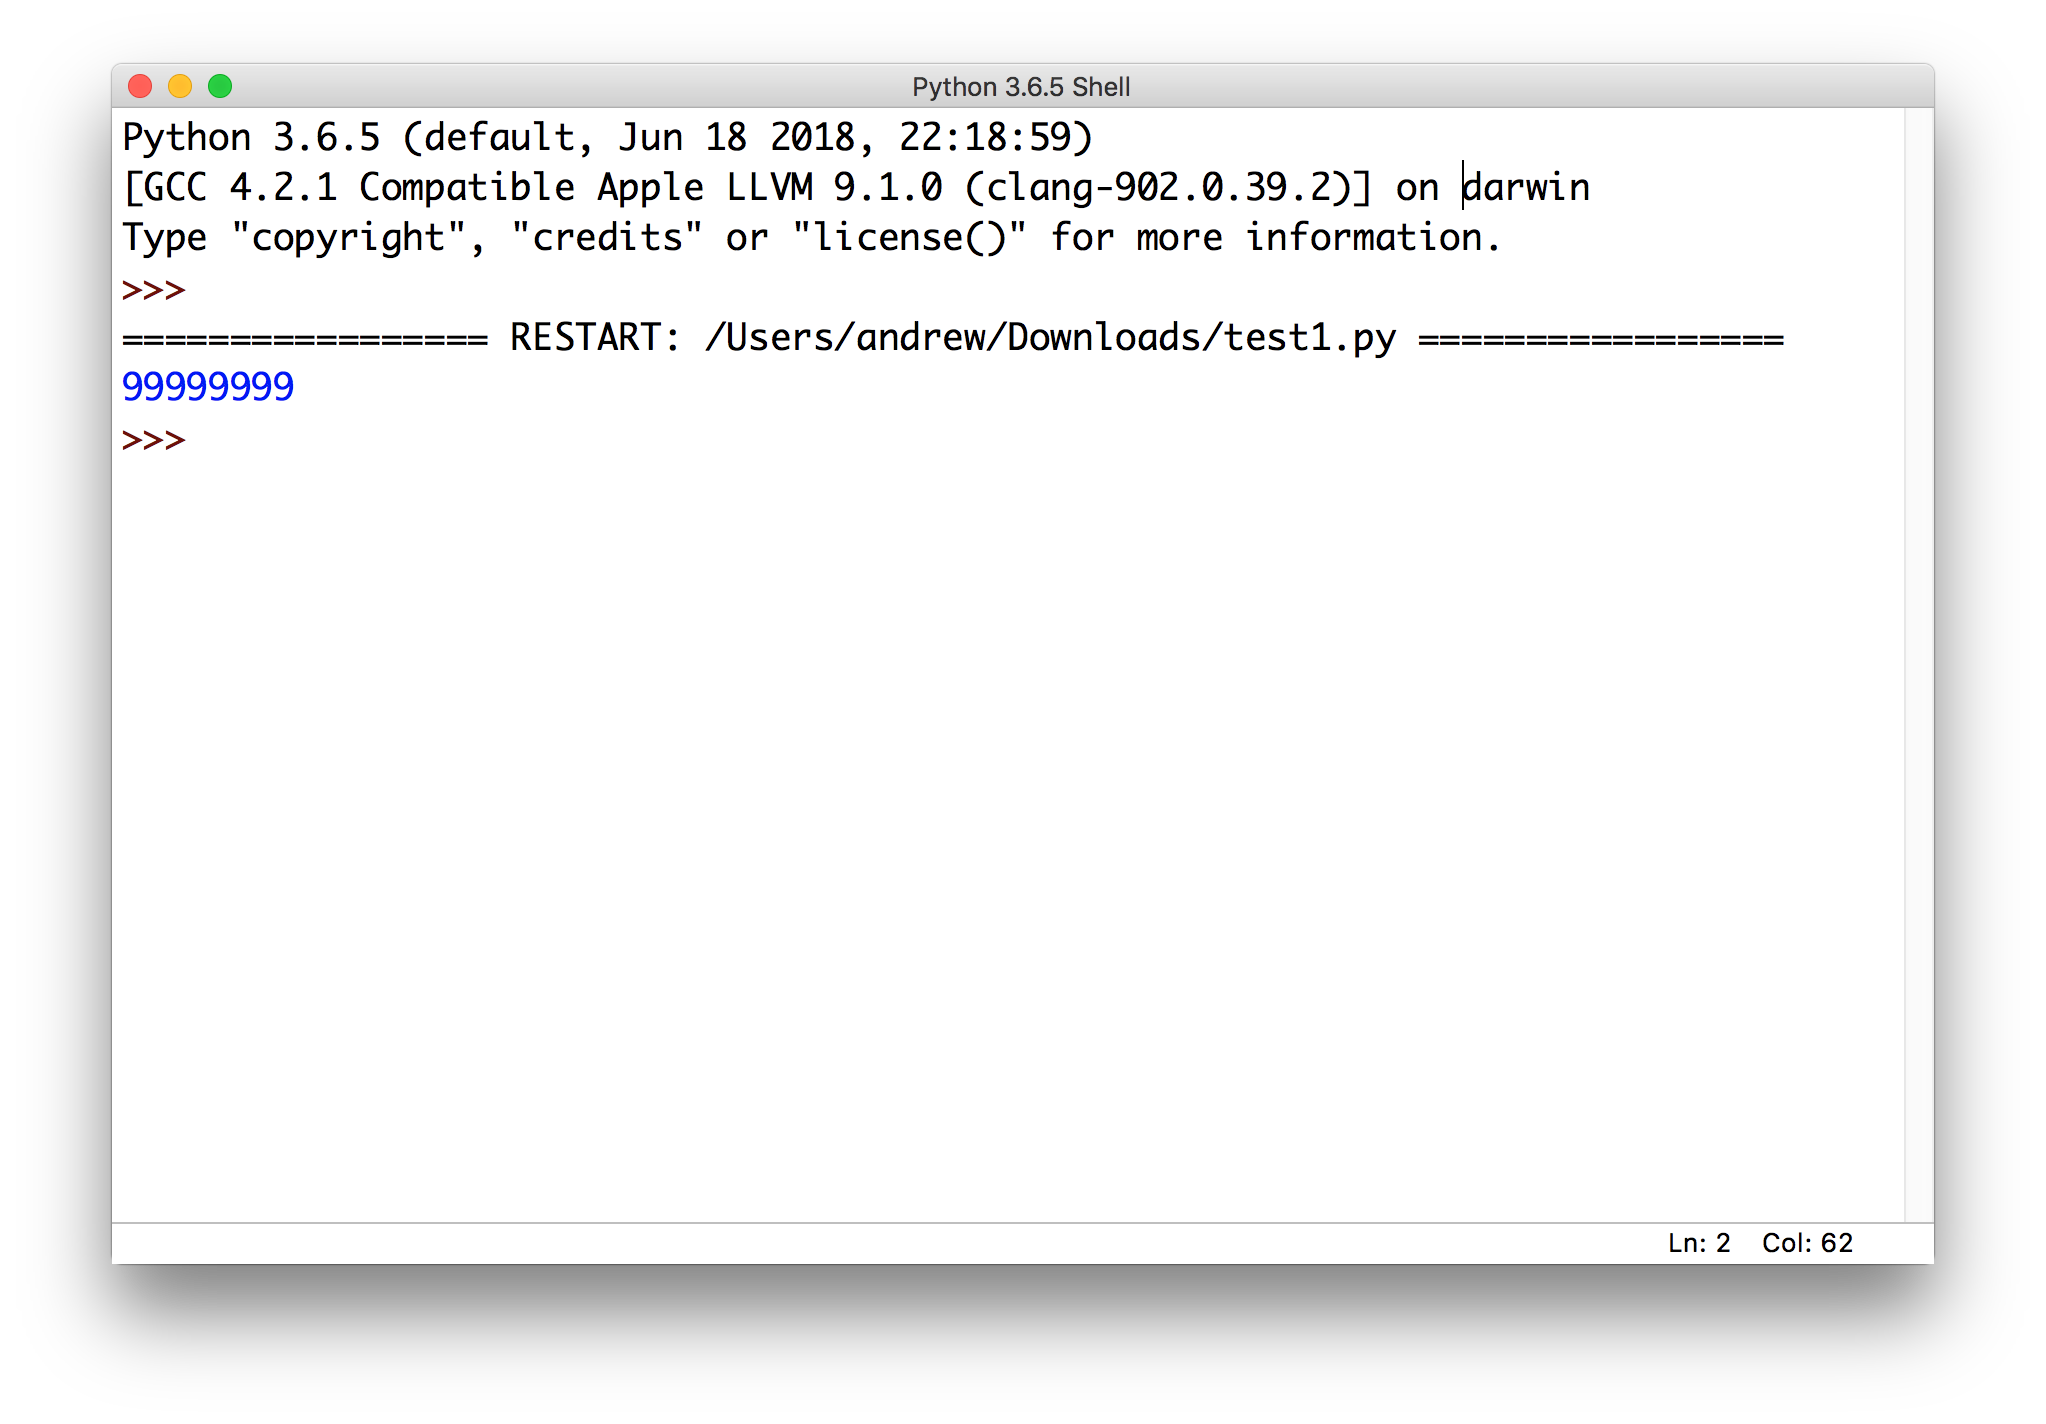 Python 3.6.5 Shell
Python 3.6.5 (default, Jun 18 2018, 22:18:59)
[GCC 4.2.1 Compatible Apple LLVM 9.1.0 (clang-902.0.39.2)] on darwin
Type "copyright", "credits" or "license()" for more information.
>>>
================= RESTART: /Users/andrew/Downloads/test1.py =================
99999999
>>>
Ln: 2 Col: 62